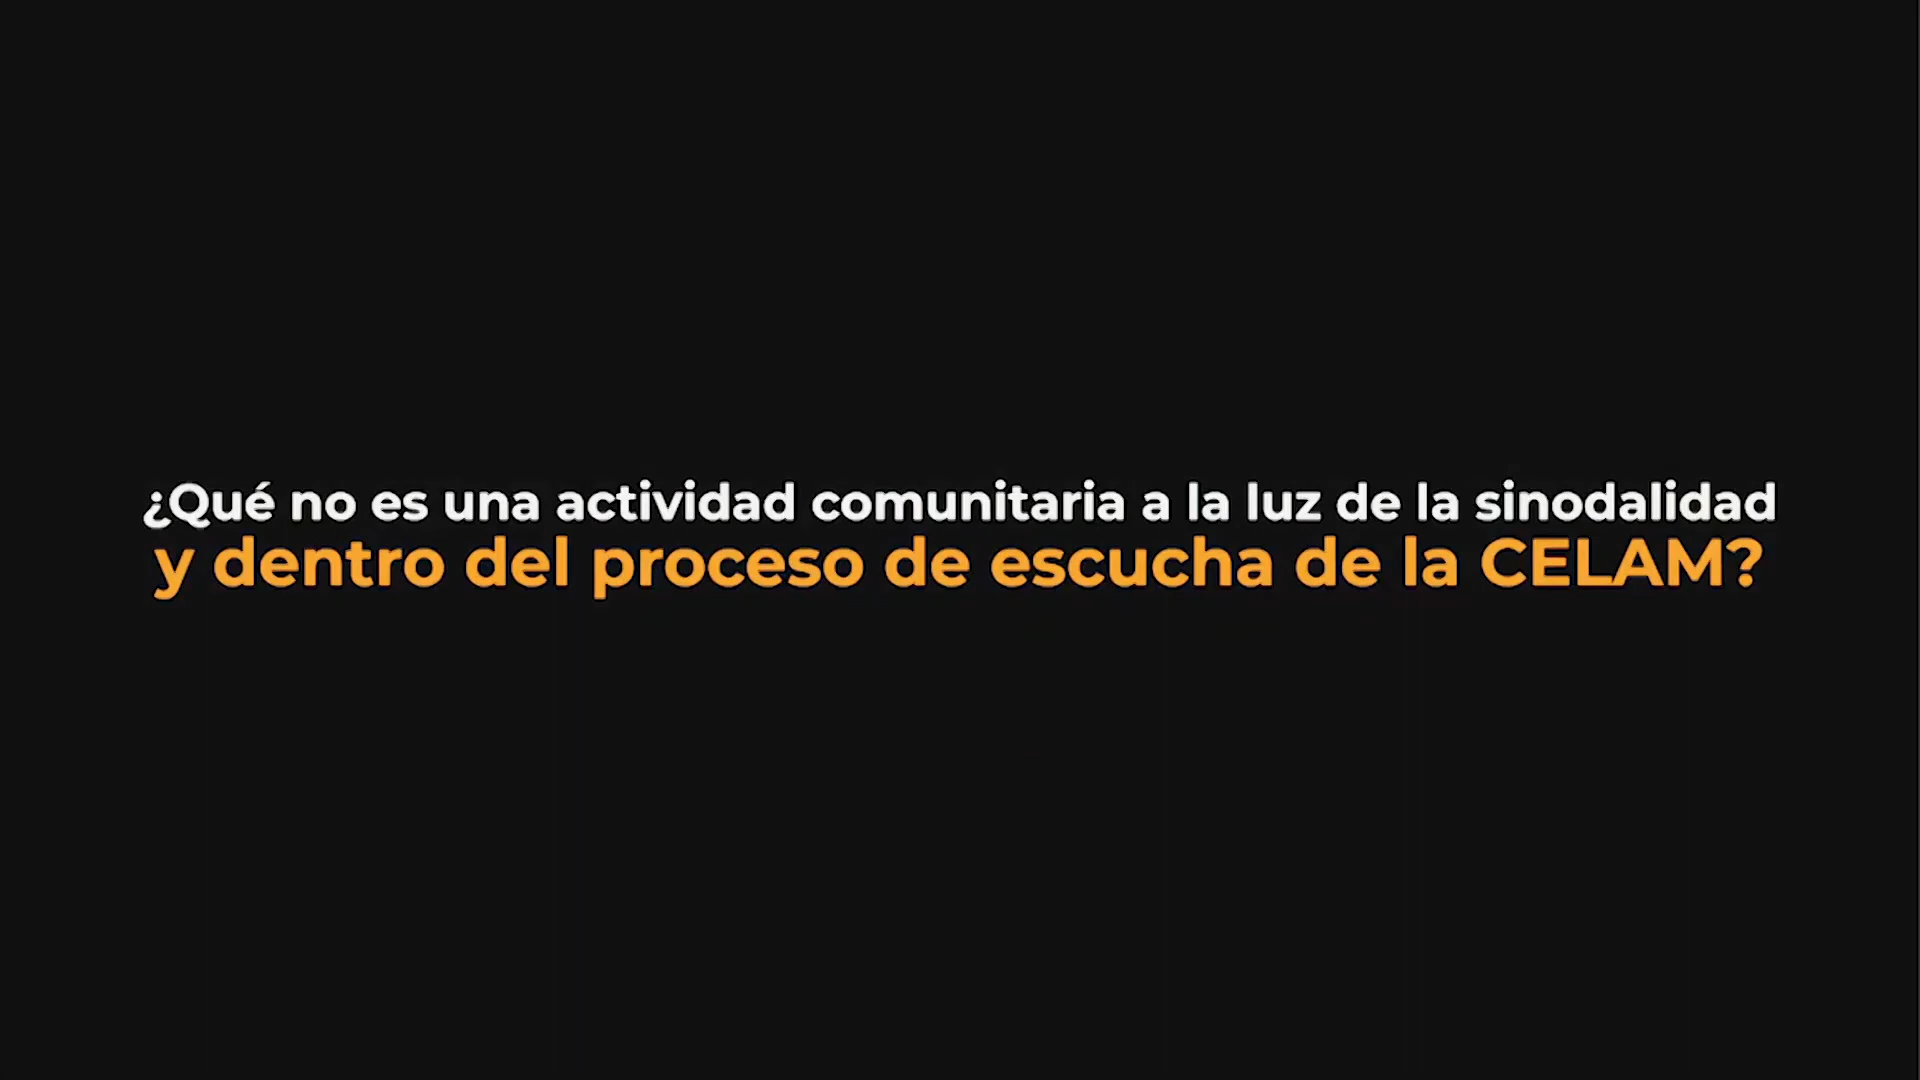 ¿Qué no es una actividad comunitaria a la luz de la sinodalidad
y dentro del proceso de escucha de la CELAM?